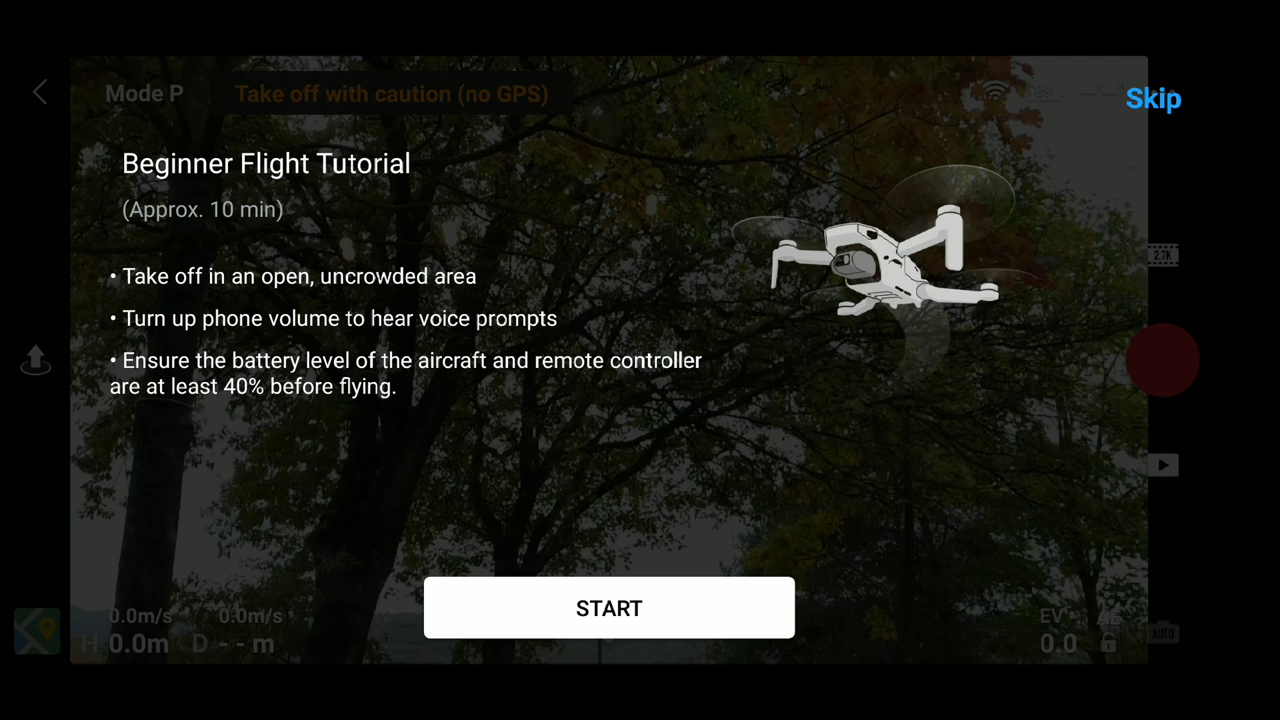 Mode P
Take off with caution (no GPS)
Skip
Beginner Flight Tutorial
(Approx. 10 min)
• Take off in an open, uncrowded area
• Turn up phone volume to hear voice prompts
• Ensure the battery level of the aircraft and remote controller
are at least 40% before flying.
2.7K
START
0.0m/s 0.0m/s
H 0.0m D - - m
EV AE
0.0
AUTO